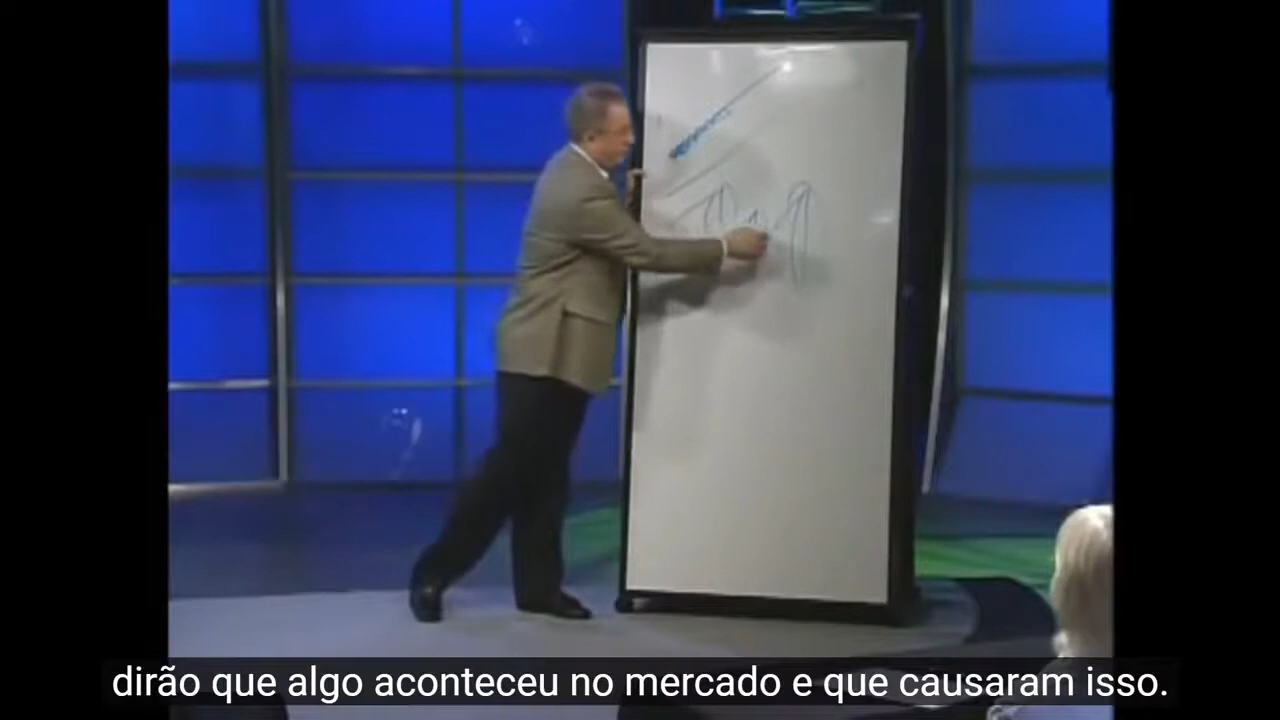 dirão que algo aconteceu no mercado e que causaram isso.